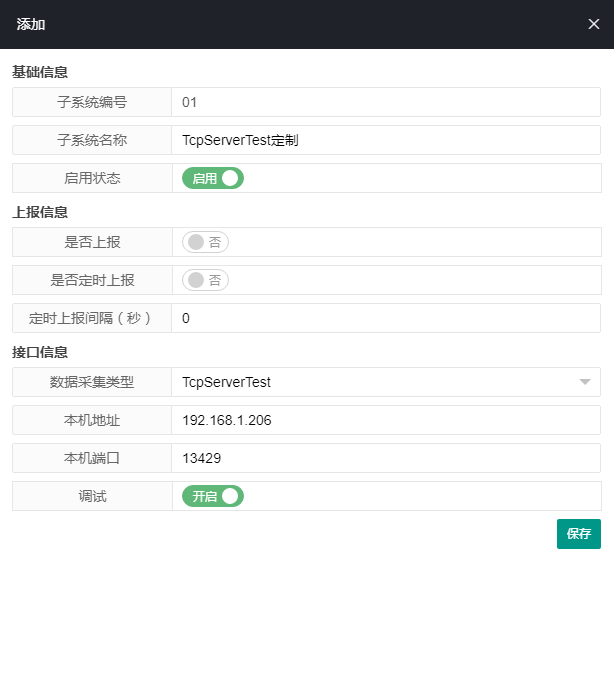 添加
基础信息
子系统编号 01
子系统名称 TcpServerTest定制
启用状态 启用
上报信息
是否上报 否
是否定时上报 否
定时上报间隔（秒） 0
接口信息
数据采集类型 TcpServerTest
本机地址 192.168.1.206
本机端口 13429
调试 开启
保存